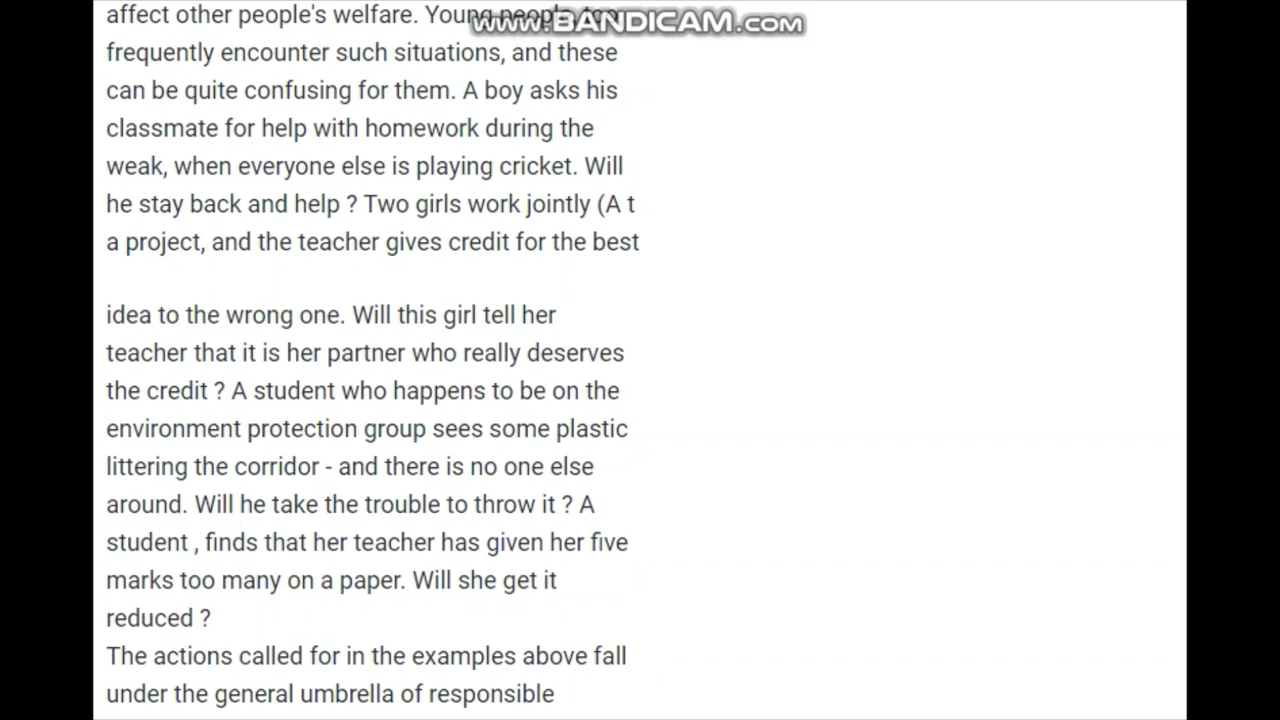 affect other people's welfare. Young people, too
www.BANDICAM.com
frequently encounter such situations, and these
can be quite confusing for them. A boy asks his
classmate for help with homework during the
weak, when everyone else is playing cricket. Will
he stay back and help ? Two girls work jointly (A t
a project, and the teacher gives credit for the best
idea to the wrong one. Will this girl tell her
teacher that it is her partner who really deserves
the credit ? A student who happens to be on the
environment protection group sees some plastic
littering the corridor - and there is no one else
around. Will he take the trouble to throw it ? A
student , finds that her teacher has given her five
marks too many on a paper. Will she get it
reduced ?
The actions called for in the examples above fall
under the general umbrella of responsible